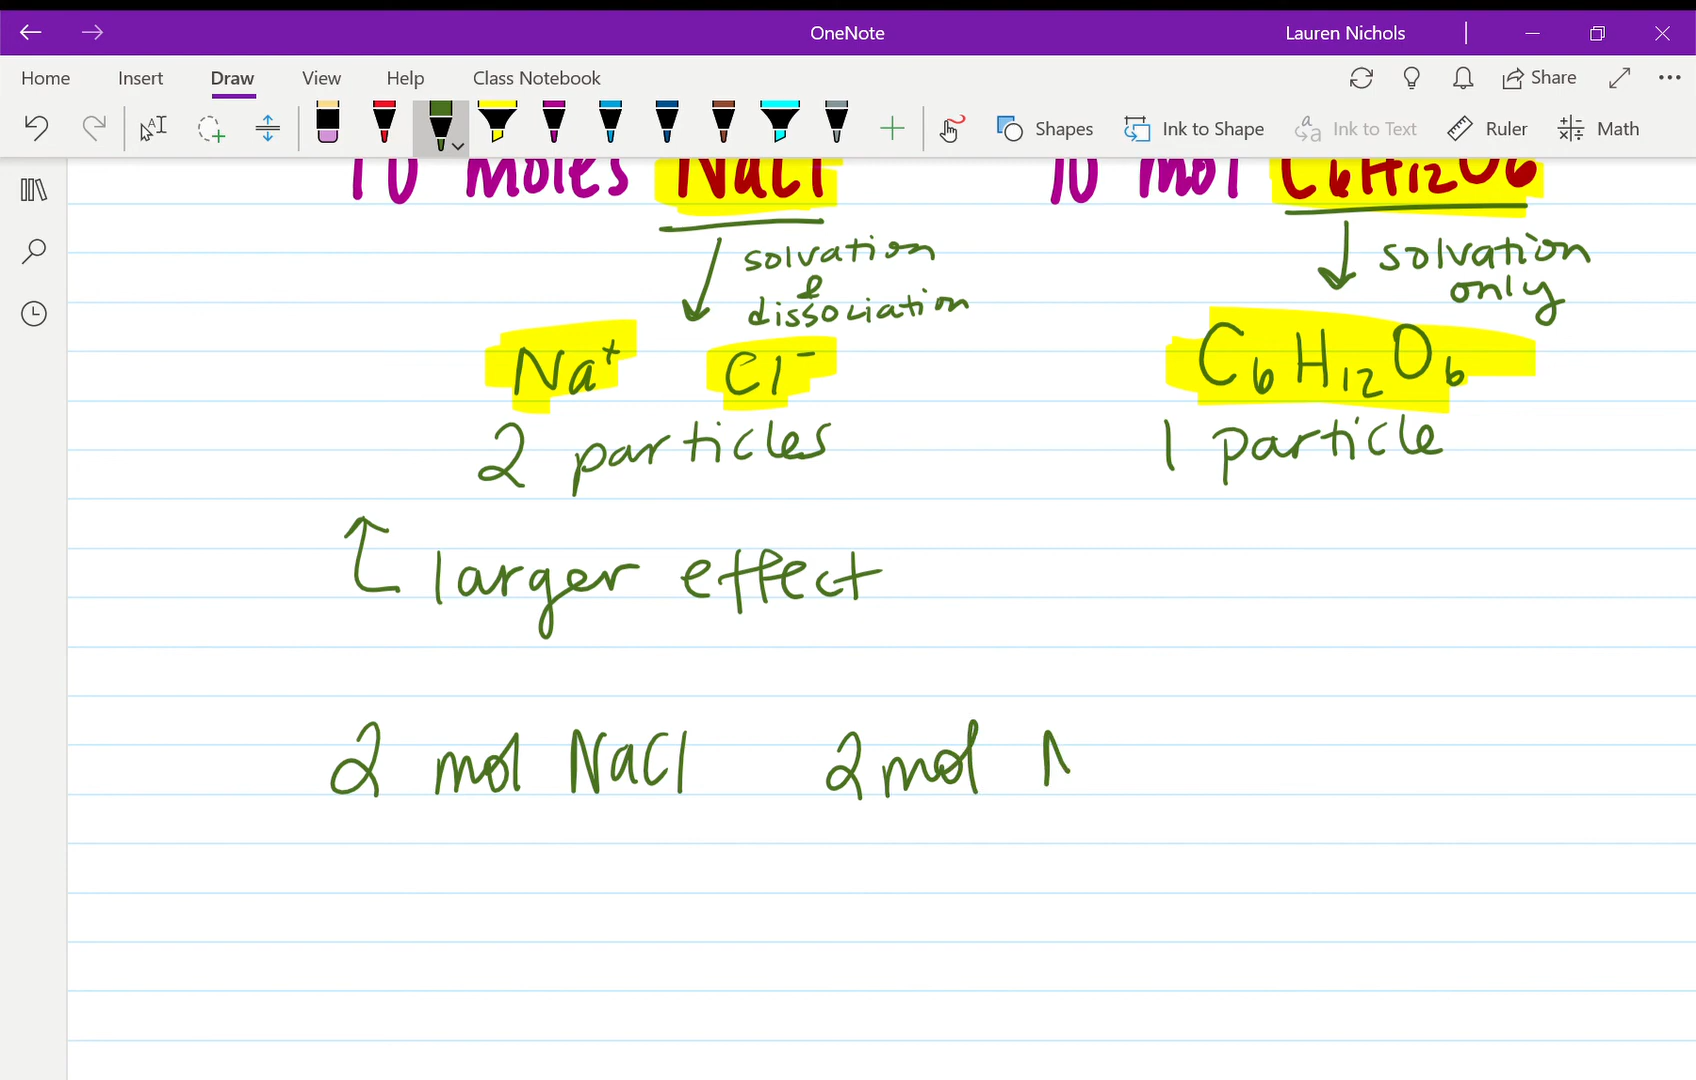 OneNote
Lauren Nichols
Home Insert Draw View Help Class Notebook Share
Shapes Ink to Shape Ink to Text Ruler Math
10 moles NaCl 10 mol C₆H₁₂O₆
solvation solvation
& only
dissociation
Na⁺ Cl⁻ C₆H₁₂O₆
2 particles 1 particle
larger effect
2 mol NaCl 2 mol